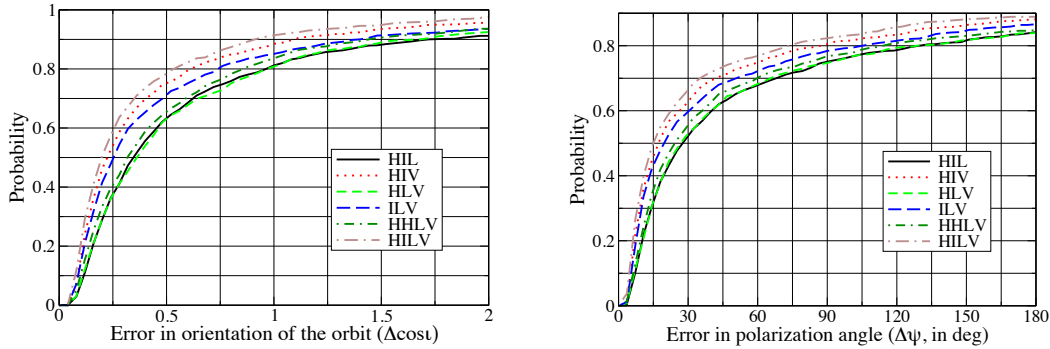 1
0.8
0.6
0.4
0.2
0
Probability
0 0.5 1 1.5 2
Error in orientation of the orbit (Δcosι)
HIL
HIV
HLV
ILV
HHLV
HILV
0.8
0.6
0.4
0.2
0
Probability
0 30 60 90 120 150 180
Error in polarization angle (Δψ, in deg)
HIL
HIV
HLV
ILV
HHLV
HILV